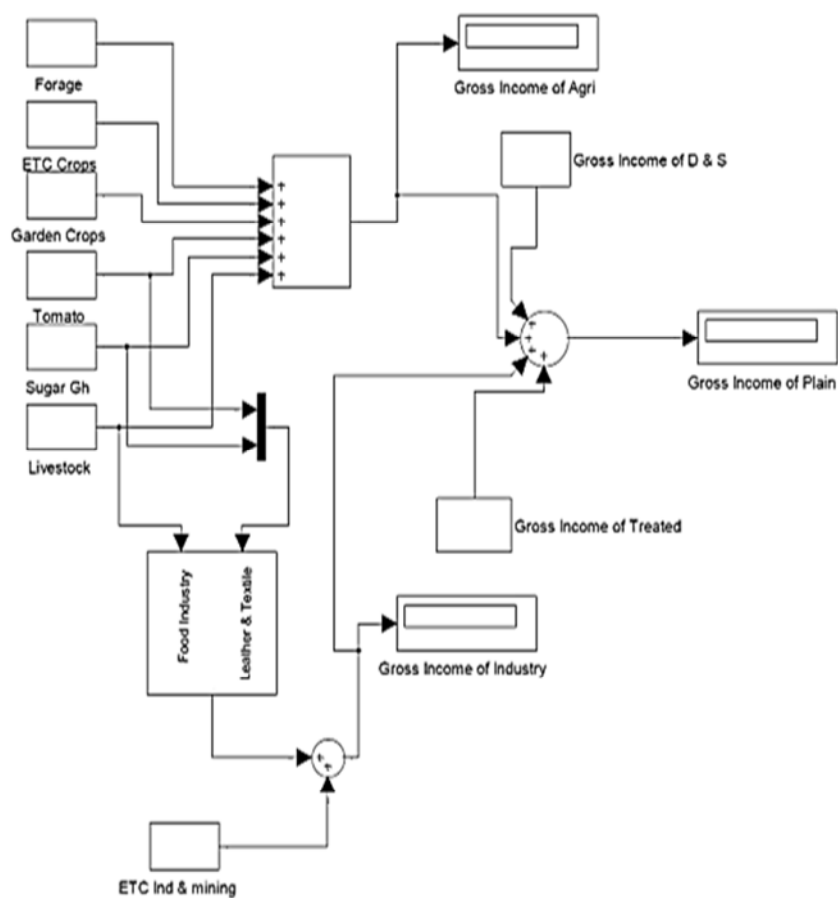 Forage
ETC Crops
Garden Crops
Tomato
Sugar Gh
Livestock
+
+
+
+
+
+
Gross Income of Agri
Gross Income of D & S
+
+
+
+
Gross Income of Plain
Gross Income of Treated
Food Industry
Leather & Textile
Gross Income of Industry
+
+
ETC Ind & mining